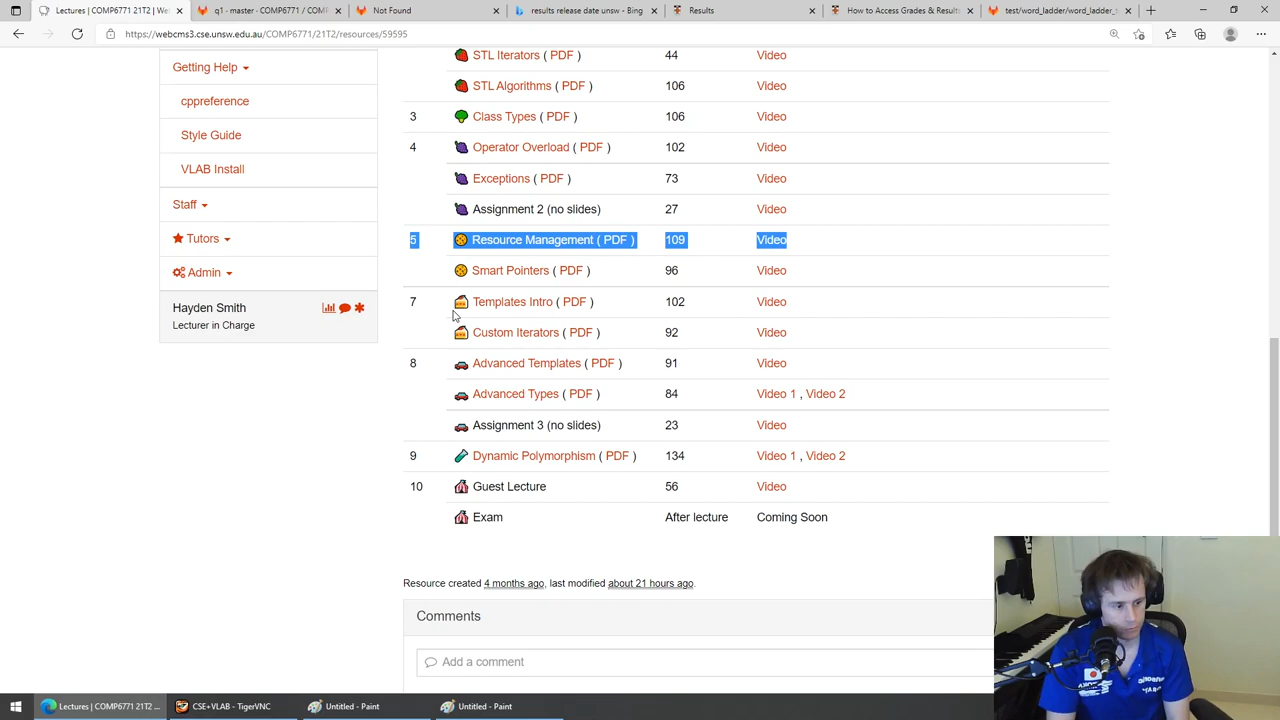 Lectures | COMP6771 21T2 | We
q1 · master · COMP6771 / COMP
Not Found
results release date unsw - Bing
Results
How to Access Grades & Results
test/word_ladder/word_ladder_t
https://webcms3.cse.unsw.edu.au/COMP6771/21T2/resources/59595
Getting Help
cppreference
Style Guide
VLAB Install
Staff
Tutors
Admin
Hayden Smith
Lecturer in Charge
STL Iterators ( PDF ) 44 Video
STL Algorithms ( PDF ) 106 Video
3 Class Types ( PDF ) 106 Video
4 Operator Overload ( PDF ) 102 Video
Exceptions ( PDF ) 73 Video
Assignment 2 (no slides) 27 Video
5 Resource Management ( PDF ) 109 Video
Smart Pointers ( PDF ) 96 Video
7 Templates Intro ( PDF ) 102 Video
Custom Iterators ( PDF ) 92 Video
8 Advanced Templates ( PDF ) 91 Video
Advanced Types ( PDF ) 84 Video 1 , Video 2
Assignment 3 (no slides) 23 Video
9 Dynamic Polymorphism ( PDF ) 134 Video 1 , Video 2
10 Guest Lecture 56 Video
Exam After lecture Coming Soon
Resource created 4 months ago, last modified about 21 hours ago.
Comments
Add a comment
Lectures | COMP6771 21T2 ...
CSE+VLAB - TigerVNC
Untitled - Paint
Untitled - Paint